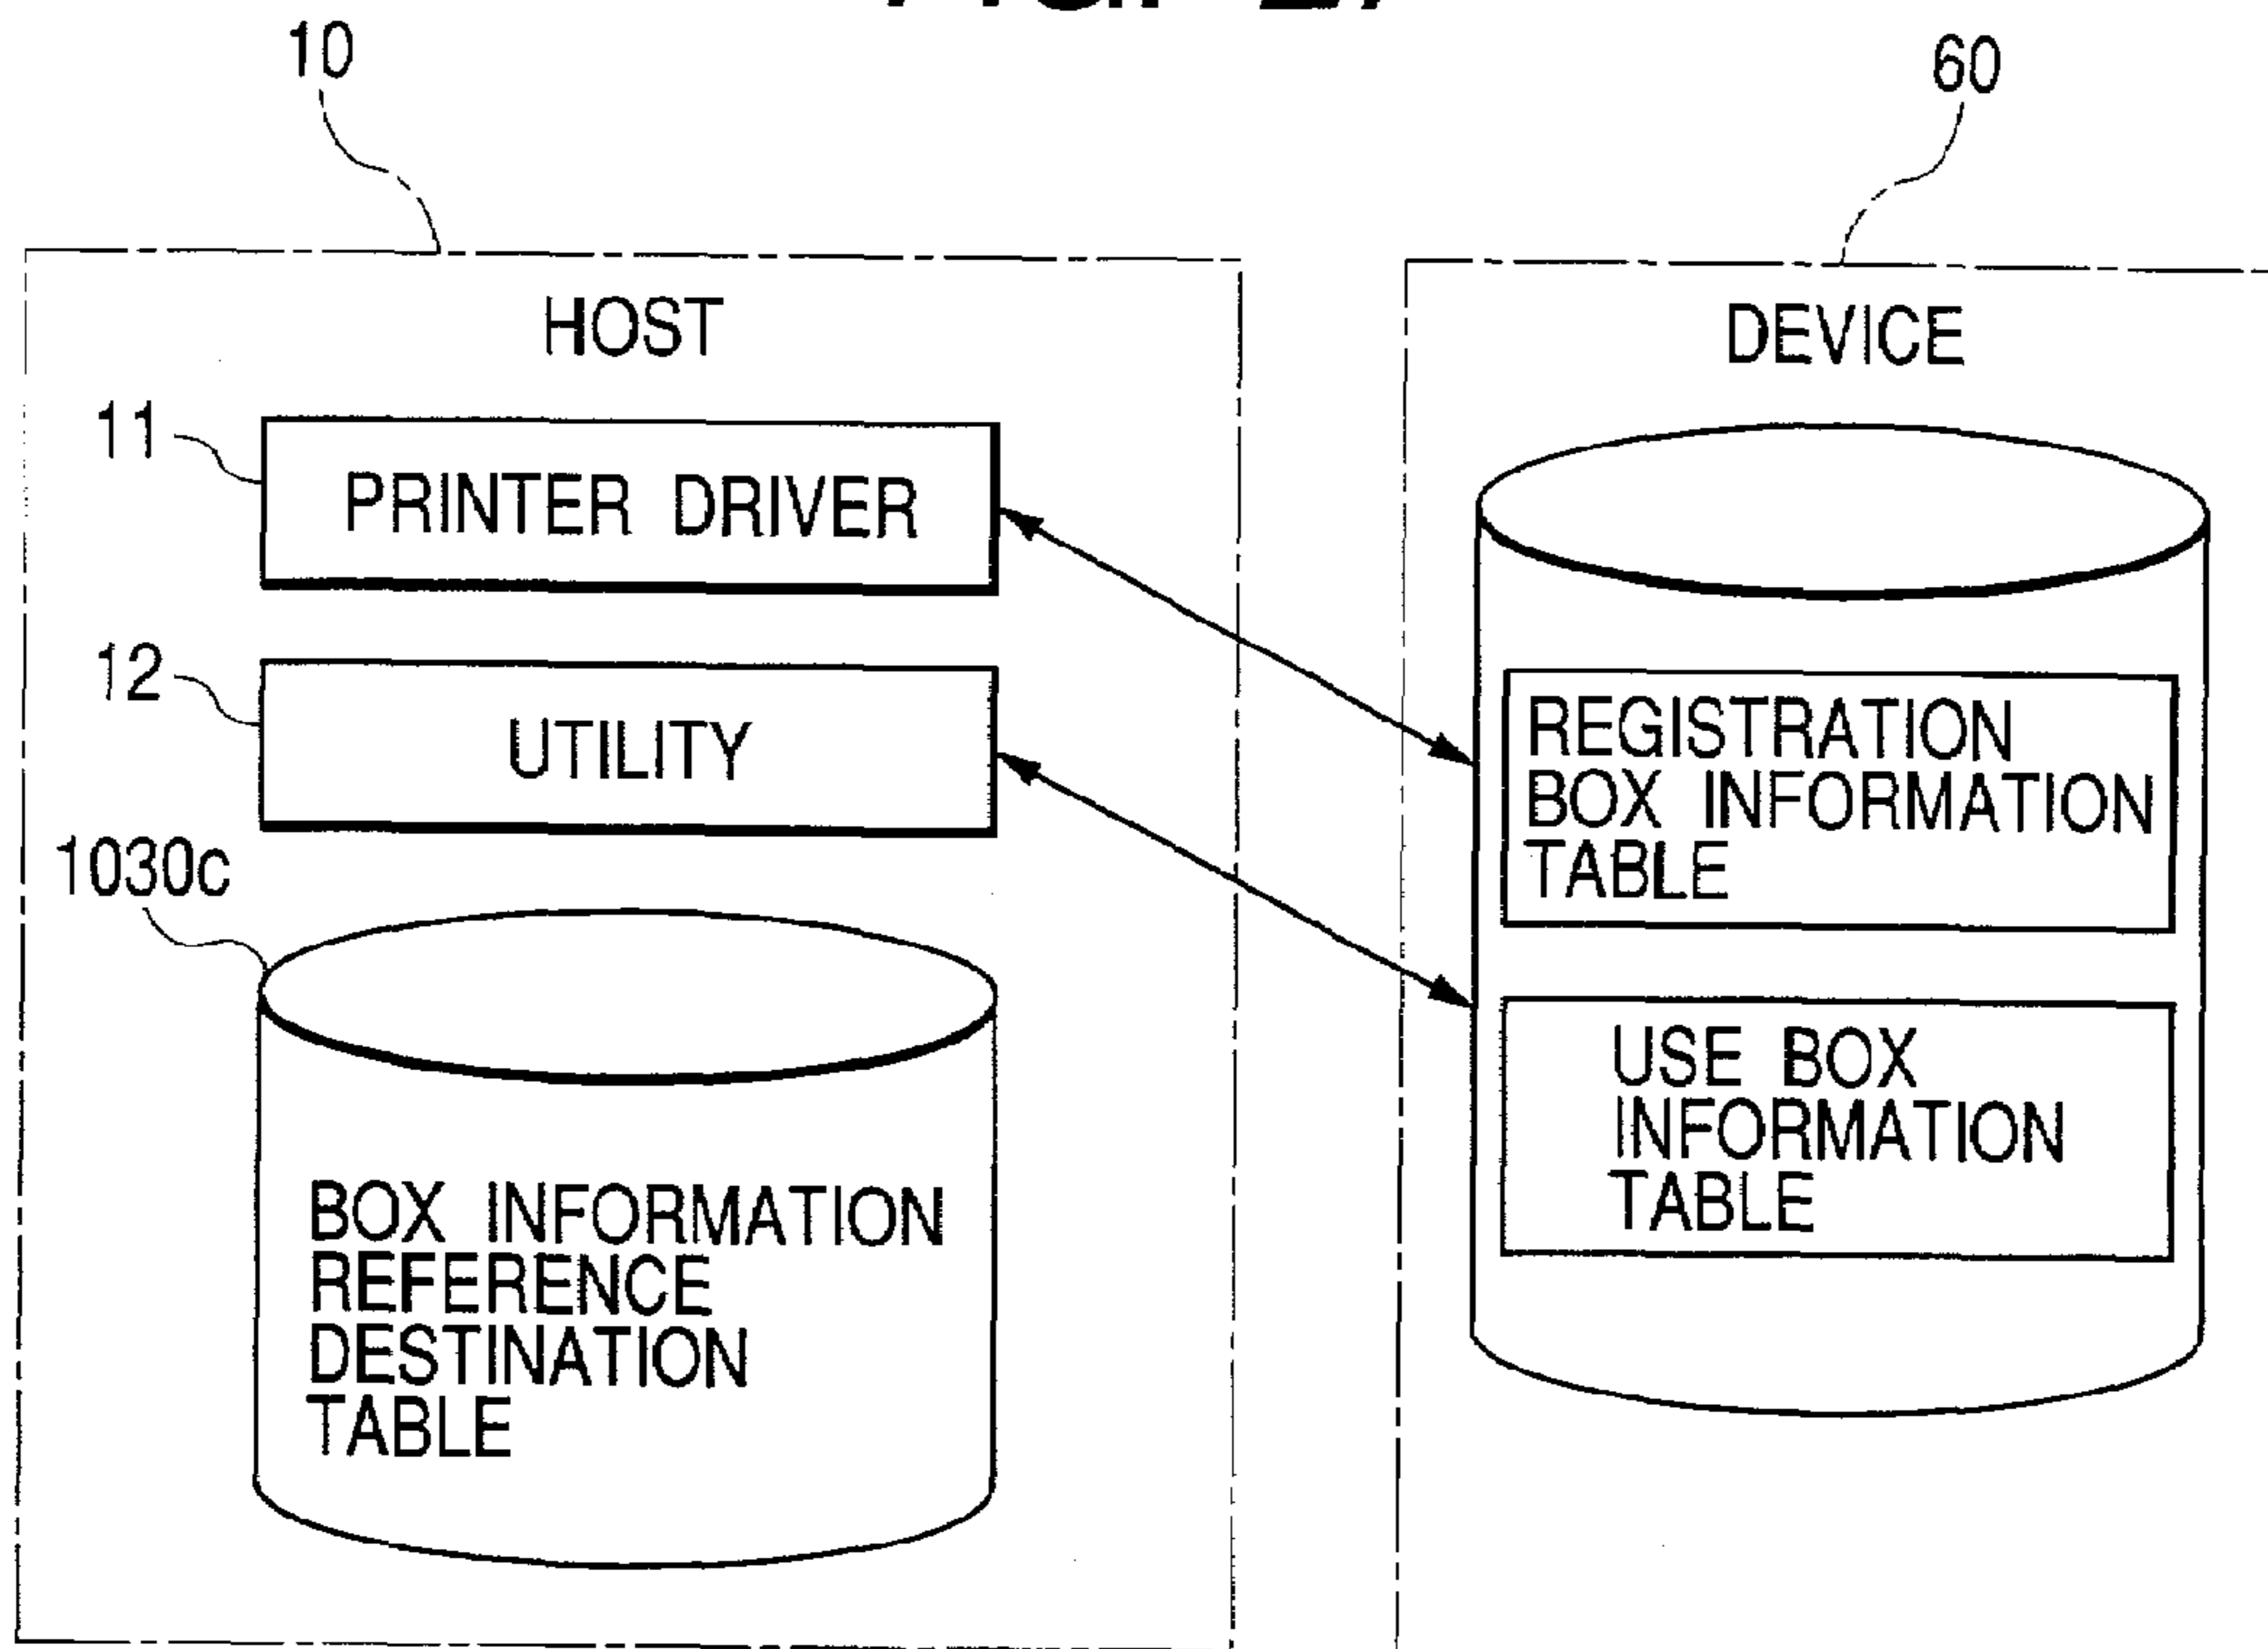 10
60
HOST
DEVICE
11
PRINTER DRIVER
12
UTILITY
1030c
BOX INFORMATION
REFERENCE
DESTINATION
TABLE
REGISTRATION
BOX INFORMATION
TABLE
USE BOX
INFORMATION
TABLE